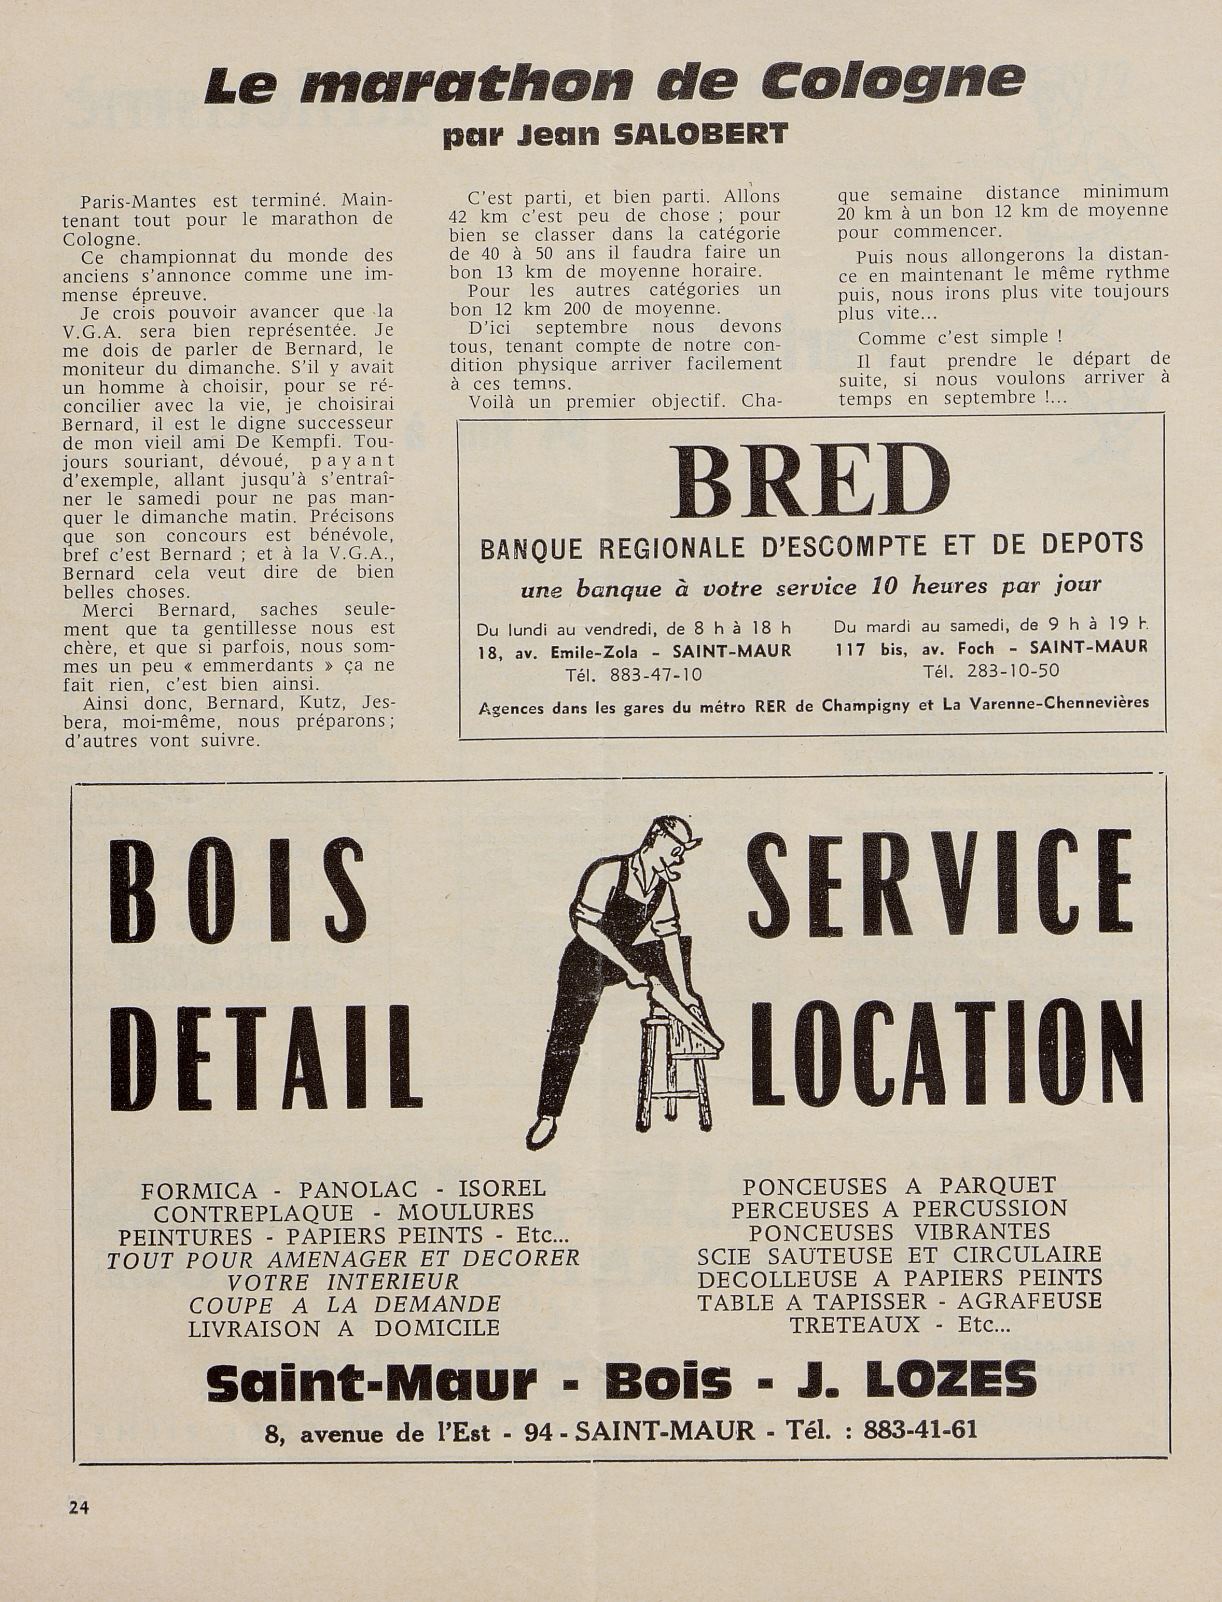 Le marathon de Cologne
par Jean SALOBERT
Paris-Mantes est terminé. Main-
tenant tout pour le marathon de
Cologne.
Ce championnat du monde des
anciens s'annonce comme une im-
mense épreuve.
Je crois pouvoir avancer que la
V.G.A. sera bien représentée. Je
me dois de parler de Bernard, le
moniteur du dimanche. S'il y avait
un homme à choisir, pour se ré-
concilier avec la vie, je choisirai
Bernard, il est le digne successeur
de mon vieil ami De Kempfi. Tou-
jours souriant, dévoué, payant
d'exemple, allant jusqu'à s'entraî-
ner le samedi pour ne pas man-
quer le dimanche matin. Précisons
que son concours est bénévole,
bref c'est Bernard ; et à la V.G.A.,
Bernard cela veut dire de bien
belles choses.
Merci Bernard, saches seule-
ment que ta gentillesse nous est
chère, et que si parfois, nous som-
mes un peu « emmerdants » ça ne
fait rien, c'est bien ainsi.
Ainsi donc, Bernard, Kutz, Jes-
bera, moi-même, nous préparons ;
d'autres vont suivre.
C'est parti, et bien parti. Allons
42 km c'est peu de chose ; pour
bien se classer dans la catégorie
de 40 à 50 ans il faudra faire un
bon 13 km de moyenne horaire.
Pour les autres catégories un
bon 12 km 200 de moyenne.
D'ici septembre nous devons
tous, tenant compte de notre con-
dition physique arriver facilement
à ces temps.
Voilà un premier objectif. Cha-
que semaine distance minimum
20 km à un bon 12 km de moyenne
pour commencer.
Puis nous allongerons la distan-
ce en maintenant le même rythme
puis, nous irons plus vite toujours
plus vite...
Comme c'est simple !
Il faut prendre le départ de
suite, si nous voulons arriver à
temps en septembre !...
BRED
BANQUE REGIONALE D'ESCOMPTE ET DE DEPOTS
une banque à votre service 10 heures par jour
Du lundi au vendredi, de 8 h à 18 h
18, av. Emile-Zola - SAINT-MAUR
Tél. 883-47-10
Du mardi au samedi, de 9 h à 19 h
117 bis, av. Foch - SAINT-MAUR
Tél. 283-10-50
Agences dans les gares du métro RER de Champigny et La Varenne-Chennevières
BOIS
DETAIL
SERVICE
LOCATION
FORMICA - PANOLAC - ISOREL
CONTREPLAQUE - MOULURES
PEINTURES - PAPIERS PEINTS - Etc...
TOUT POUR AMENAGER ET DECORER
VOTRE INTERIEUR
COUPE A LA DEMANDE
LIVRAISON A DOMICILE
PONCEUSES A PARQUET
PERCEUSES A PERCUSSION
PONCEUSES VIBRANTES
SCIE SAUTEUSE ET CIRCULAIRE
DECOLLEUSE A PAPIERS PEINTS
TABLE A TAPISSER - AGRAFEUSE
TRETEAUX - Etc...
Saint-Maur - Bois - J. LOZES
8, avenue de l'Est - 94 - SAINT-MAUR - Tél. : 883-41-61
24